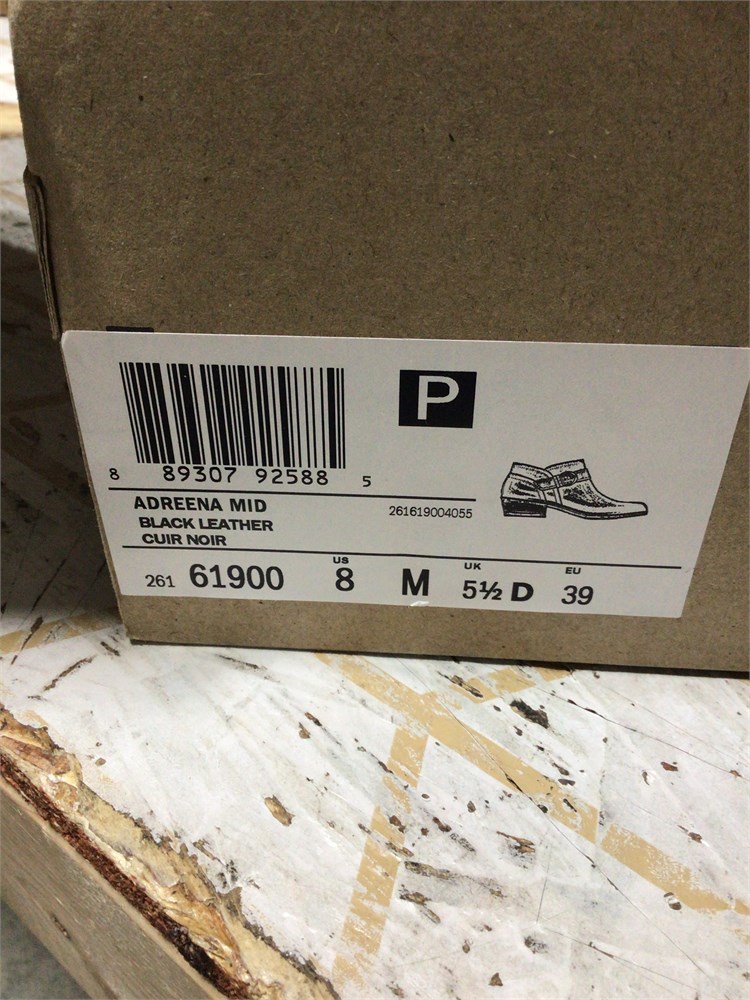 P
8 89307 92588 5
ADREENA MID
261619004055
BLACK LEATHER
CUIR NOIR
US UK EU
261 61900 8 M 5½ D 39